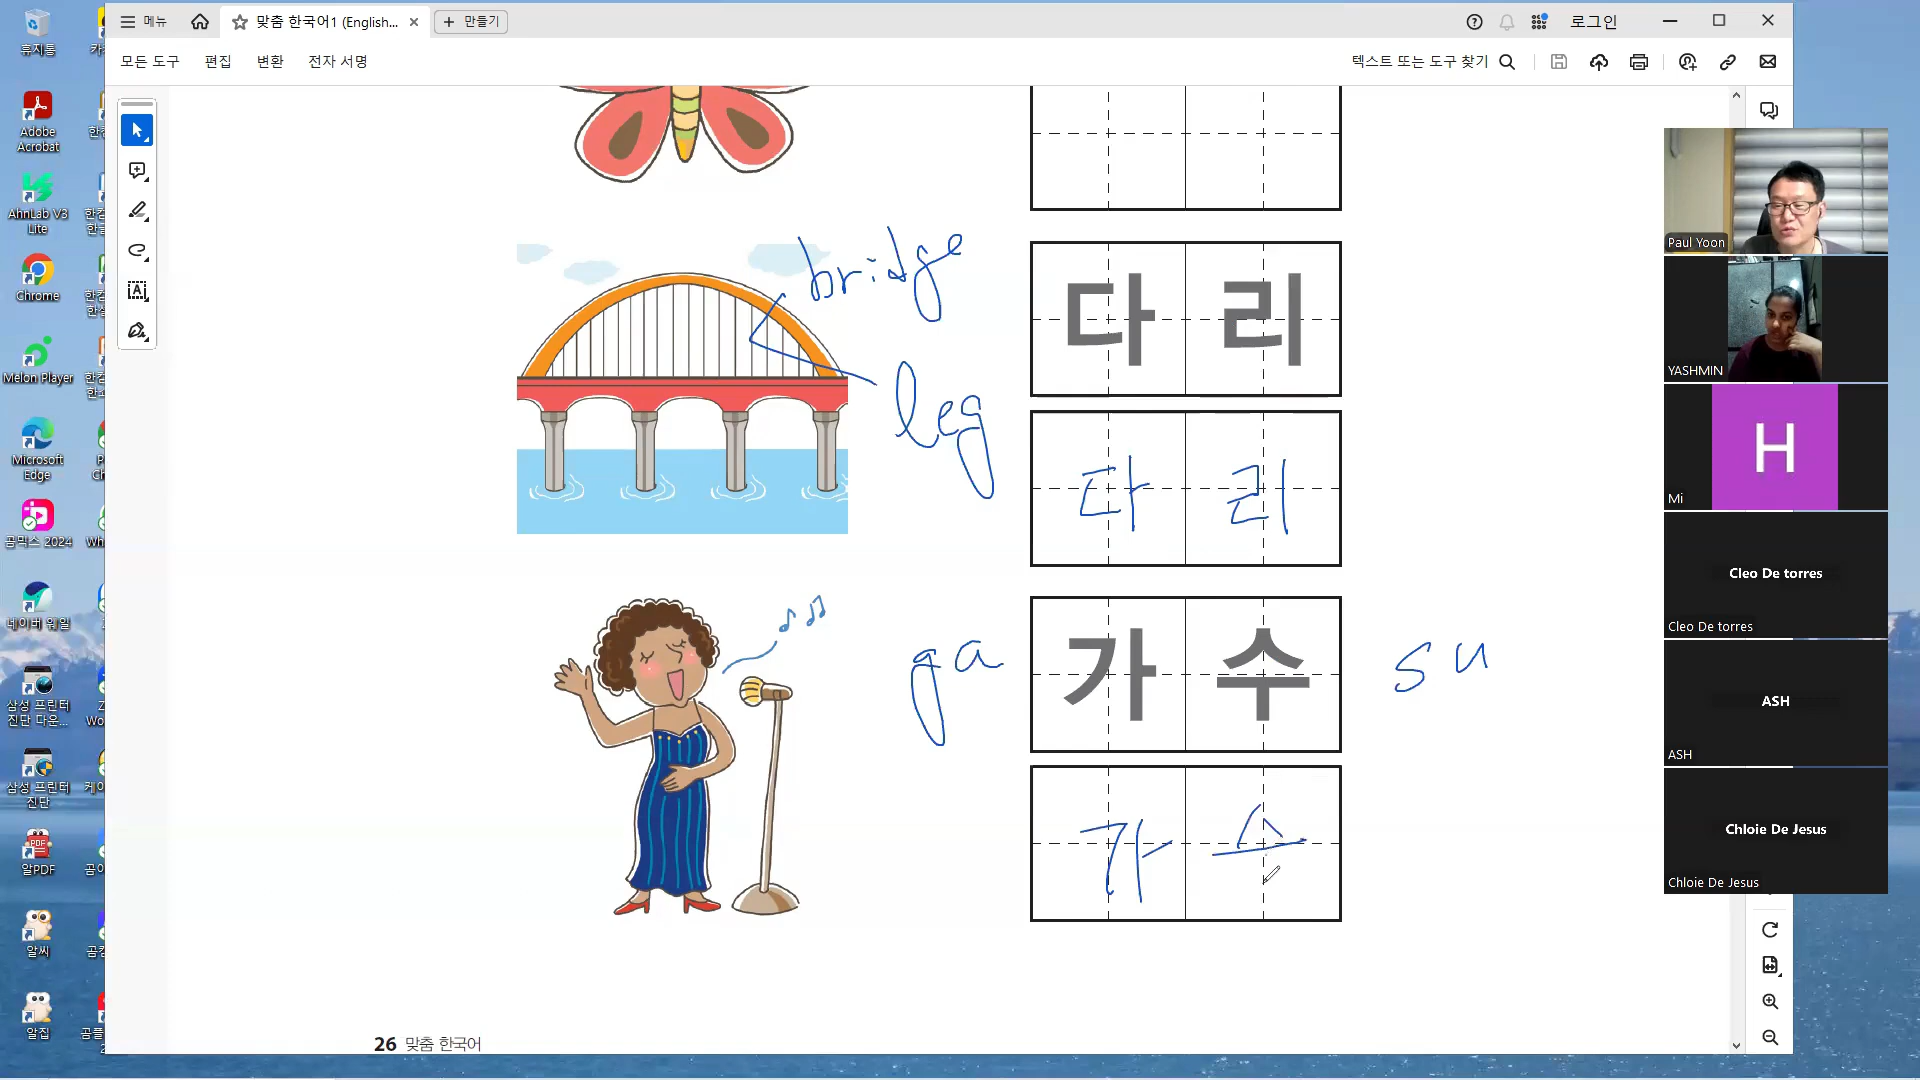 메뉴
맞춤 한국어1 (English...
만들기
로그인
모든 도구
편집
변환
전자 서명
텍스트 또는 도구 찾기
휴지통
Adobe
Acrobat
AhnLab V3
Lite
Chrome
Melon Player
Microsoft
Edge
곰믹스 2024
네이버 웨일
삼성 프린터
진단 다운...
삼성 프린터
진단
알PDF
알씨
알집
bridge
leg
다 리
다 리
ga
가 수
su
가
26 맞춤 한국어
Paul Yoon
YASHMIN
H
Mi
Cleo De torres
Cleo De torres
ASH
ASH
Chloie De Jesus
Chloie De Jesus